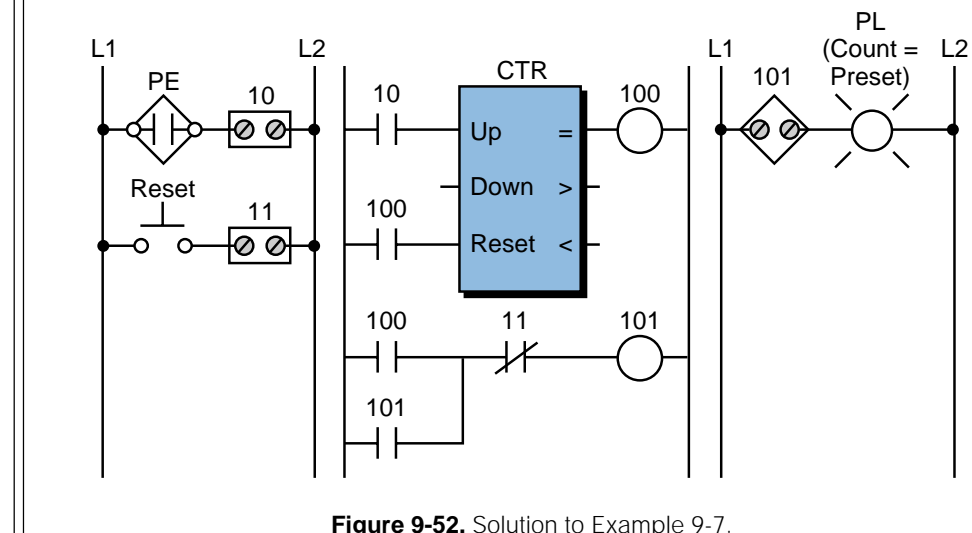 PL
L1 L2 L1 (Count = L2
PE CTR 101 Preset)
10 10 100
Up =
Reset Down >
11 100
Reset <
100 11 101
101
Figure 9-52. Solution to Example 9-7.